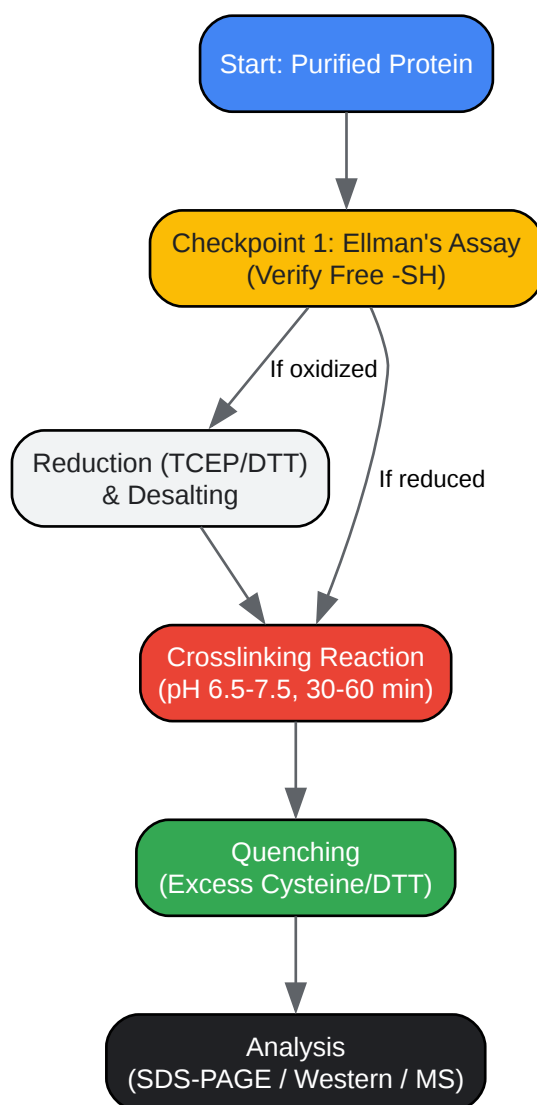 Start: Purified Protein
Checkpoint 1: Ellman's Assay
(Verify Free -SH)
If oxidized
Reduction (TCEP/DTT)
& Desalting
If reduced
Crosslinking Reaction
(pH 6.5-7.5, 30-60 min)
Quenching
(Excess Cysteine/DTT)
Analysis
(SDS-PAGE / Western / MS)